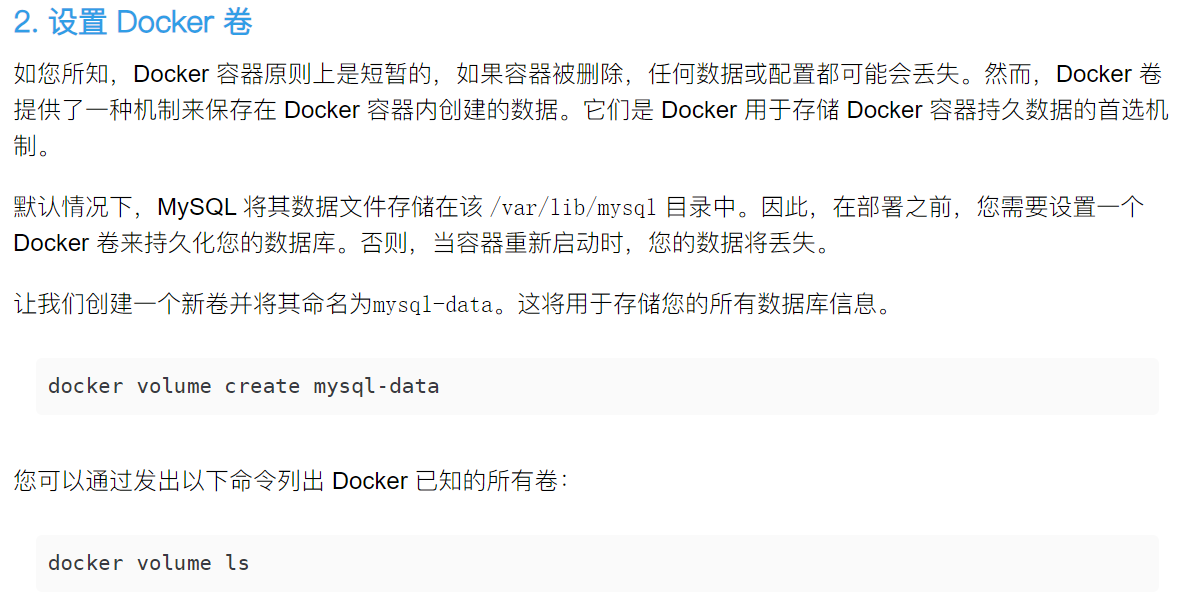 2. 设置 Docker 卷
如您所知，Docker 容器原则上是短暂的，如果容器被删除，任何数据或配置都可能会丢失。然而，Docker 卷
提供了一种机制来保存在 Docker 容器内创建的数据。它们是 Docker 用于存储 Docker 容器持久数据的首选机
制。
默认情况下，MySQL 将其数据文件存储在该 /var/lib/mysql 目录中。因此，在部署之前，您需要设置一个
Docker 卷来持久化您的数据库。否则，当容器重新启动时，您的数据将丢失。
让我们创建一个新卷并将其命名为mysql-data。这将用于存储您的所有数据库信息。
docker volume create mysql-data
您可以通过发出以下命令列出 Docker 已知的所有卷：
docker volume ls